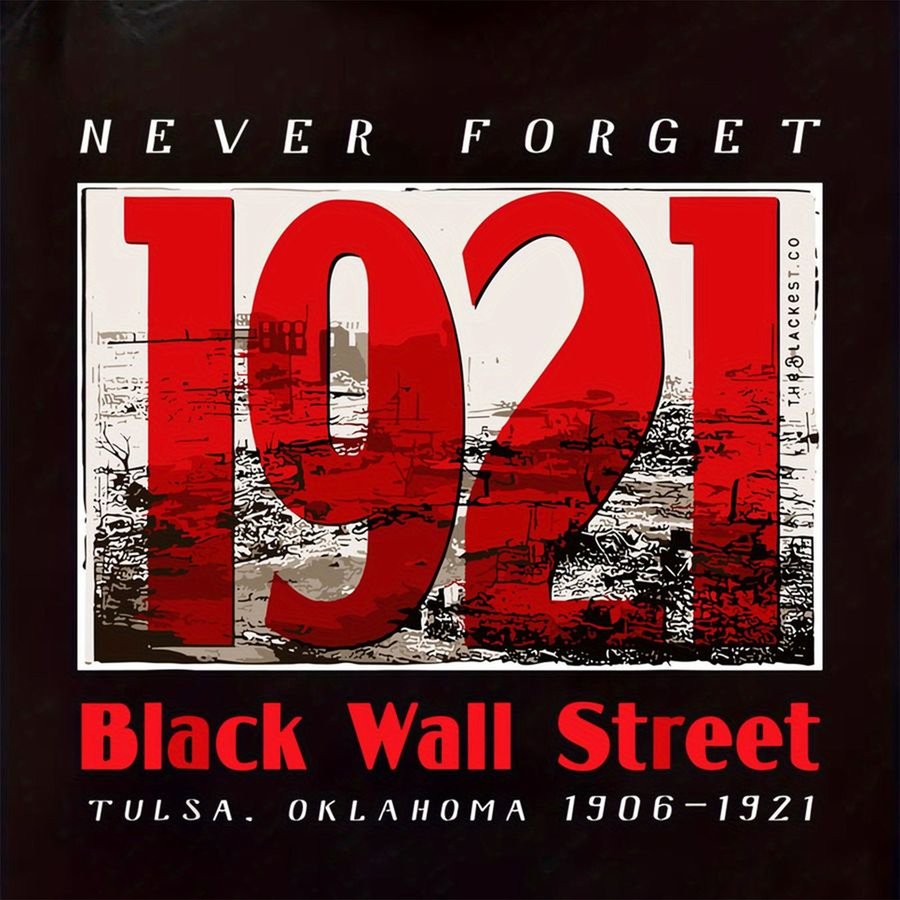 NEVER FORGET
1921
THEBLACKEST.CO
Black Wall Street
TULSA. OKLAHOMA 1906-1921